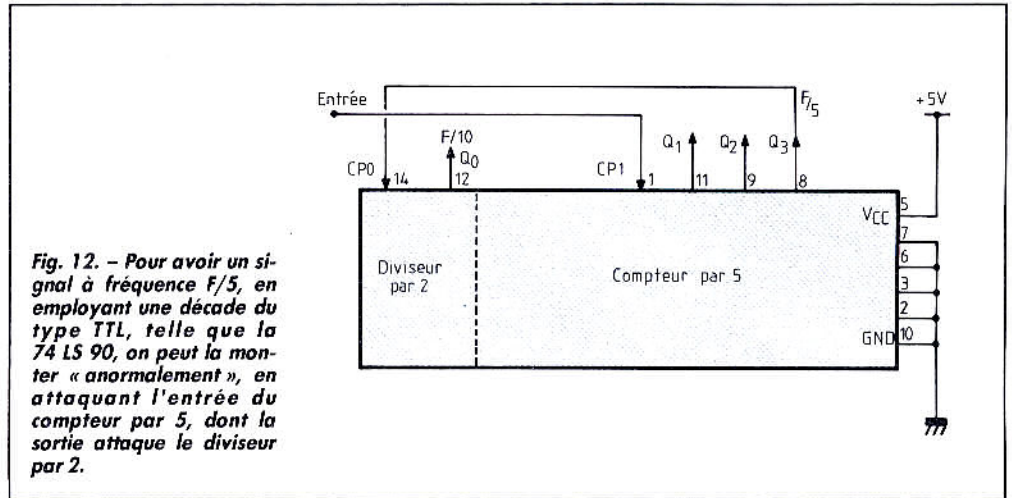 Entrée
F/5
+5V
F/10
Q0
Q1
Q2
Q3
CP0
14
12
CP1
1
11
9
8
VCC
5
7
6
3
2
GND
10
Diviseur
par 2
Compteur par 5
Fig. 12. – Pour avoir un si-
gnal à fréquence F/5, en
employant une décade du
type TTL, telle que la
74 LS 90, on peut la mon-
ter « anormalement », en
attaquant l'entrée du
compteur par 5, dont la
sortie attaque le diviseur
par 2.